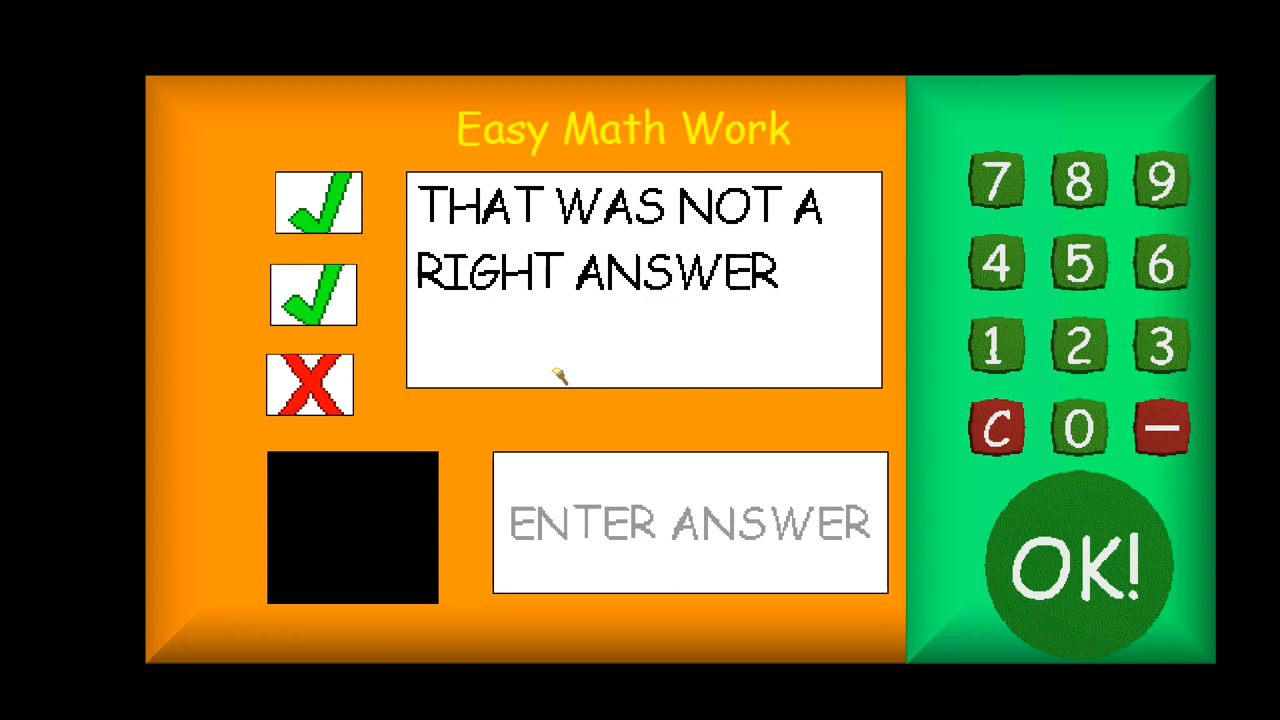 Easy Math Work
THAT WAS NOT A
RIGHT ANSWER
ENTER ANSWER
7 8 9
4 5 6
1 2 3
C 0 −
OK!